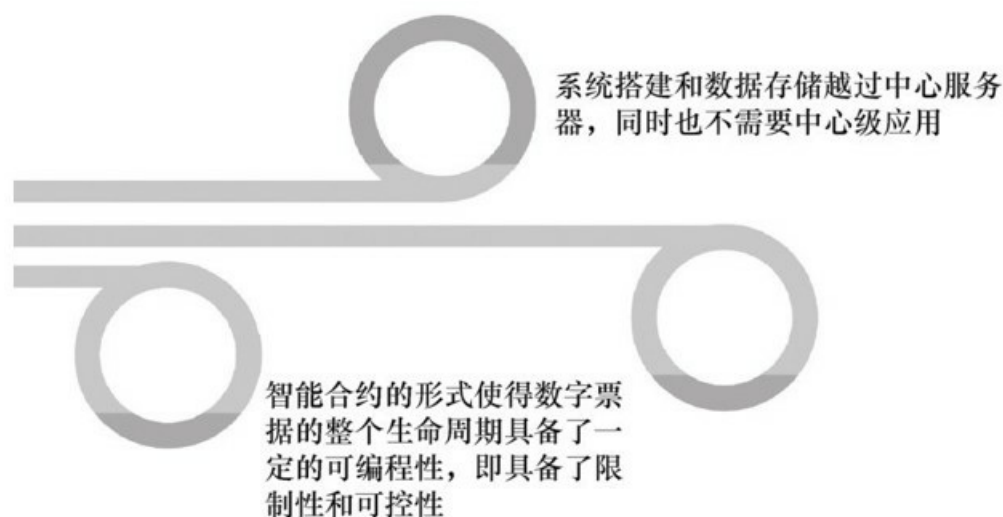 系统搭建和数据存储越过中心服务
器，同时也不需要中心级应用
智能合约的形式使得数字票
据的整个生命周期具备了一
定的可编程性，即具备了限
制性和可控性